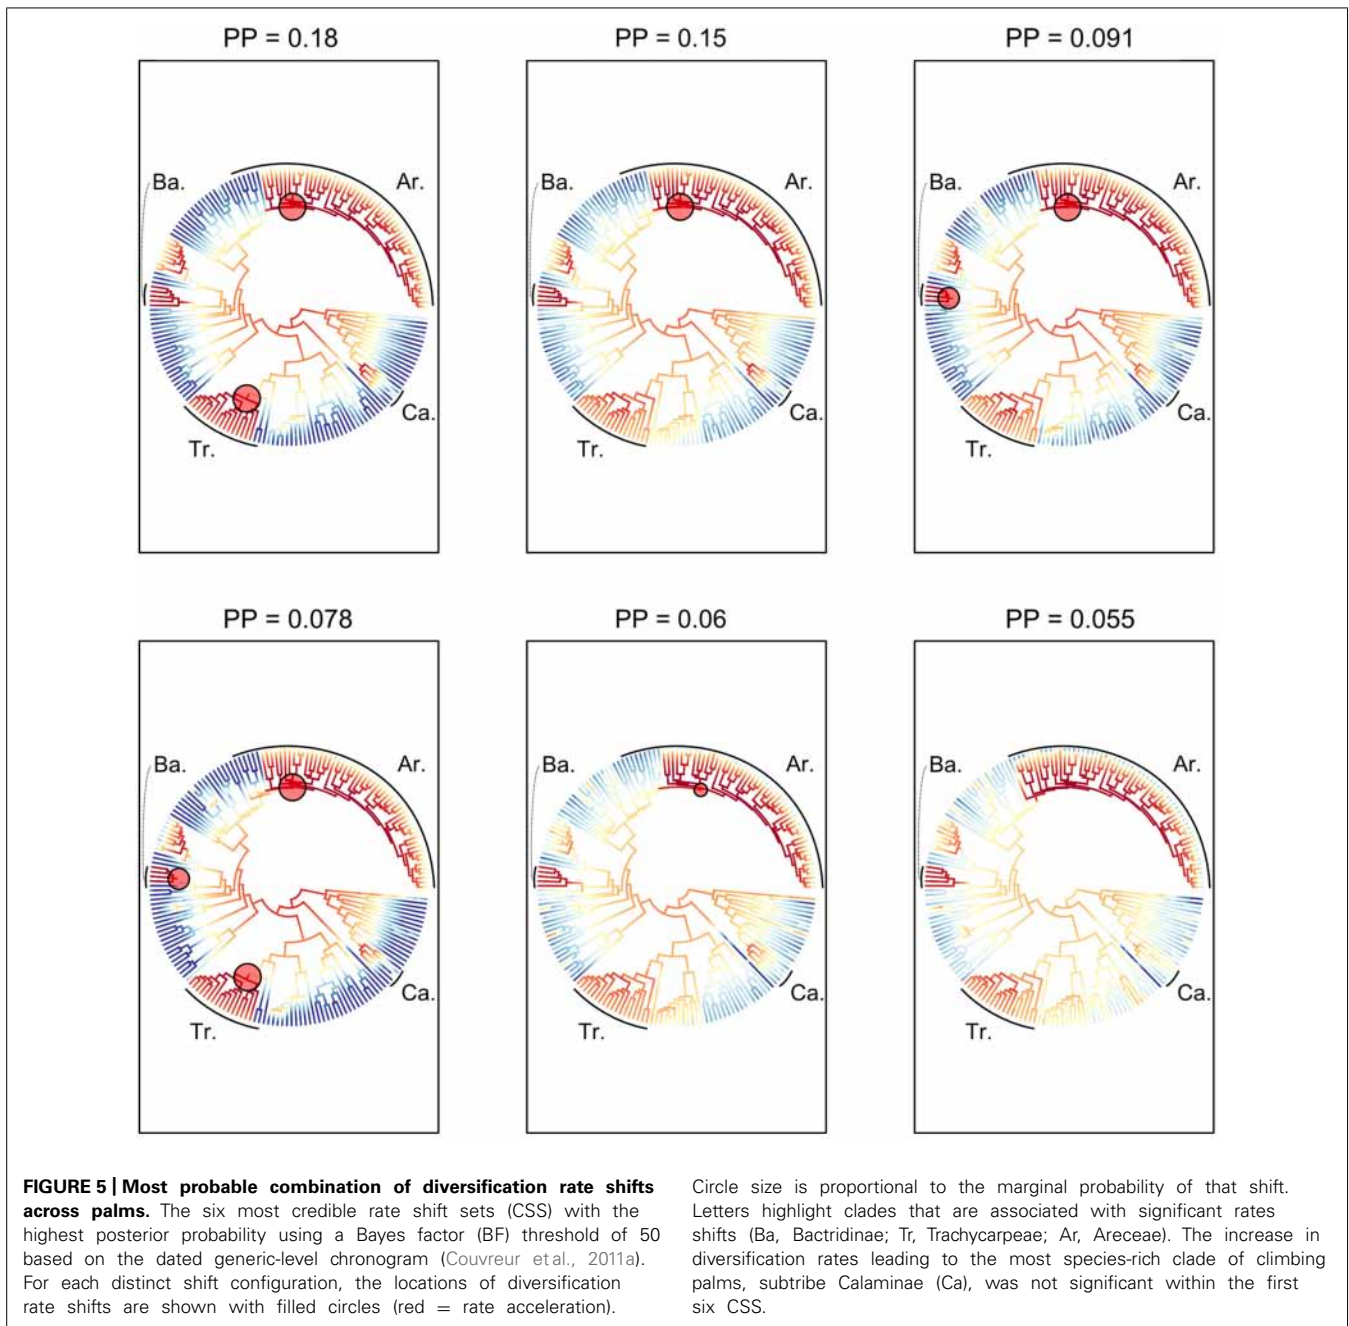 PP = 0.18
PP = 0.15
PP = 0.091
Ba.
Ar.
Tr.
Ca.
Ba.
Ar.
Tr.
Ca.
Ba.
Ar.
Tr.
Ca.
PP = 0.078
PP = 0.06
PP = 0.055
Ba.
Ar.
Tr.
Ca.
Ba.
Ar.
Tr.
Ca.
Ba.
Ar.
Tr.
Ca.
FIGURE 5 | Most probable combination of diversification rate shifts
across palms. The six most credible rate shift sets (CSS) with the
highest posterior probability using a Bayes factor (BF) threshold of 50
based on the dated generic-level chronogram (Couvreur et al., 2011a).
For each distinct shift configuration, the locations of diversification
rate shifts are shown with filled circles (red = rate acceleration).
Circle size is proportional to the marginal probability of that shift.
Letters highlight clades that are associated with significant rates
shifts (Ba, Bactridinae; Tr, Trachycarpeae; Ar, Areceae). The increase in
diversification rates leading to the most species-rich clade of climbing
palms, subtribe Calaminae (Ca), was not significant within the first
six CSS.